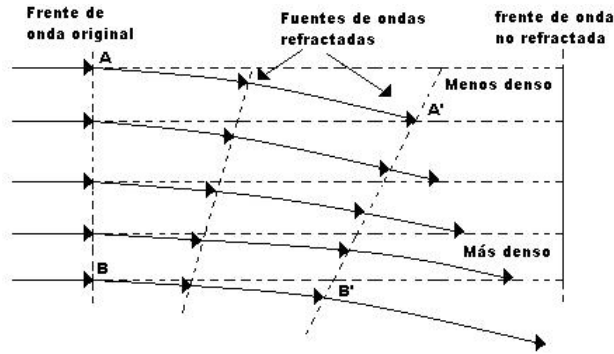 Frente de
onda original
Fuentes de ondas
refractadas
frente de onda
no refractada
A
Menos denso
A'
Más denso
B
B'